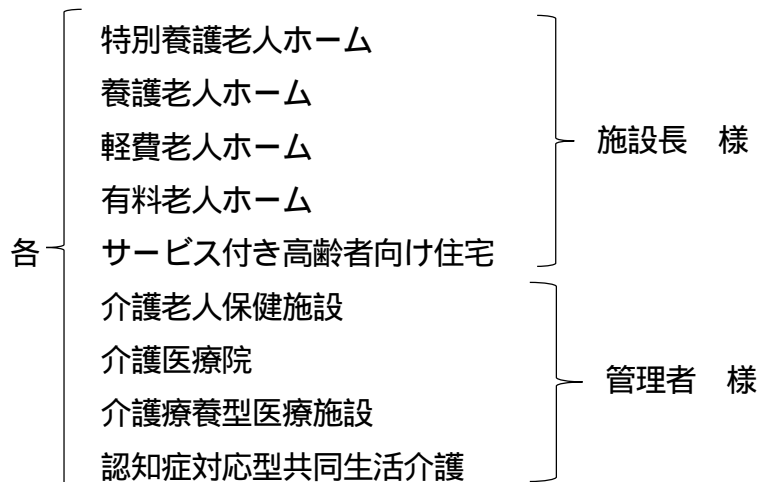 特別養護老人ホーム
養護老人ホーム
軽費老人ホーム
有料老人ホーム
サービス付き高齢者向け住宅
施設長　様
各
介護老人保健施設
介護医療院
介護療養型医療施設
認知症対応型共同生活介護
管理者　様